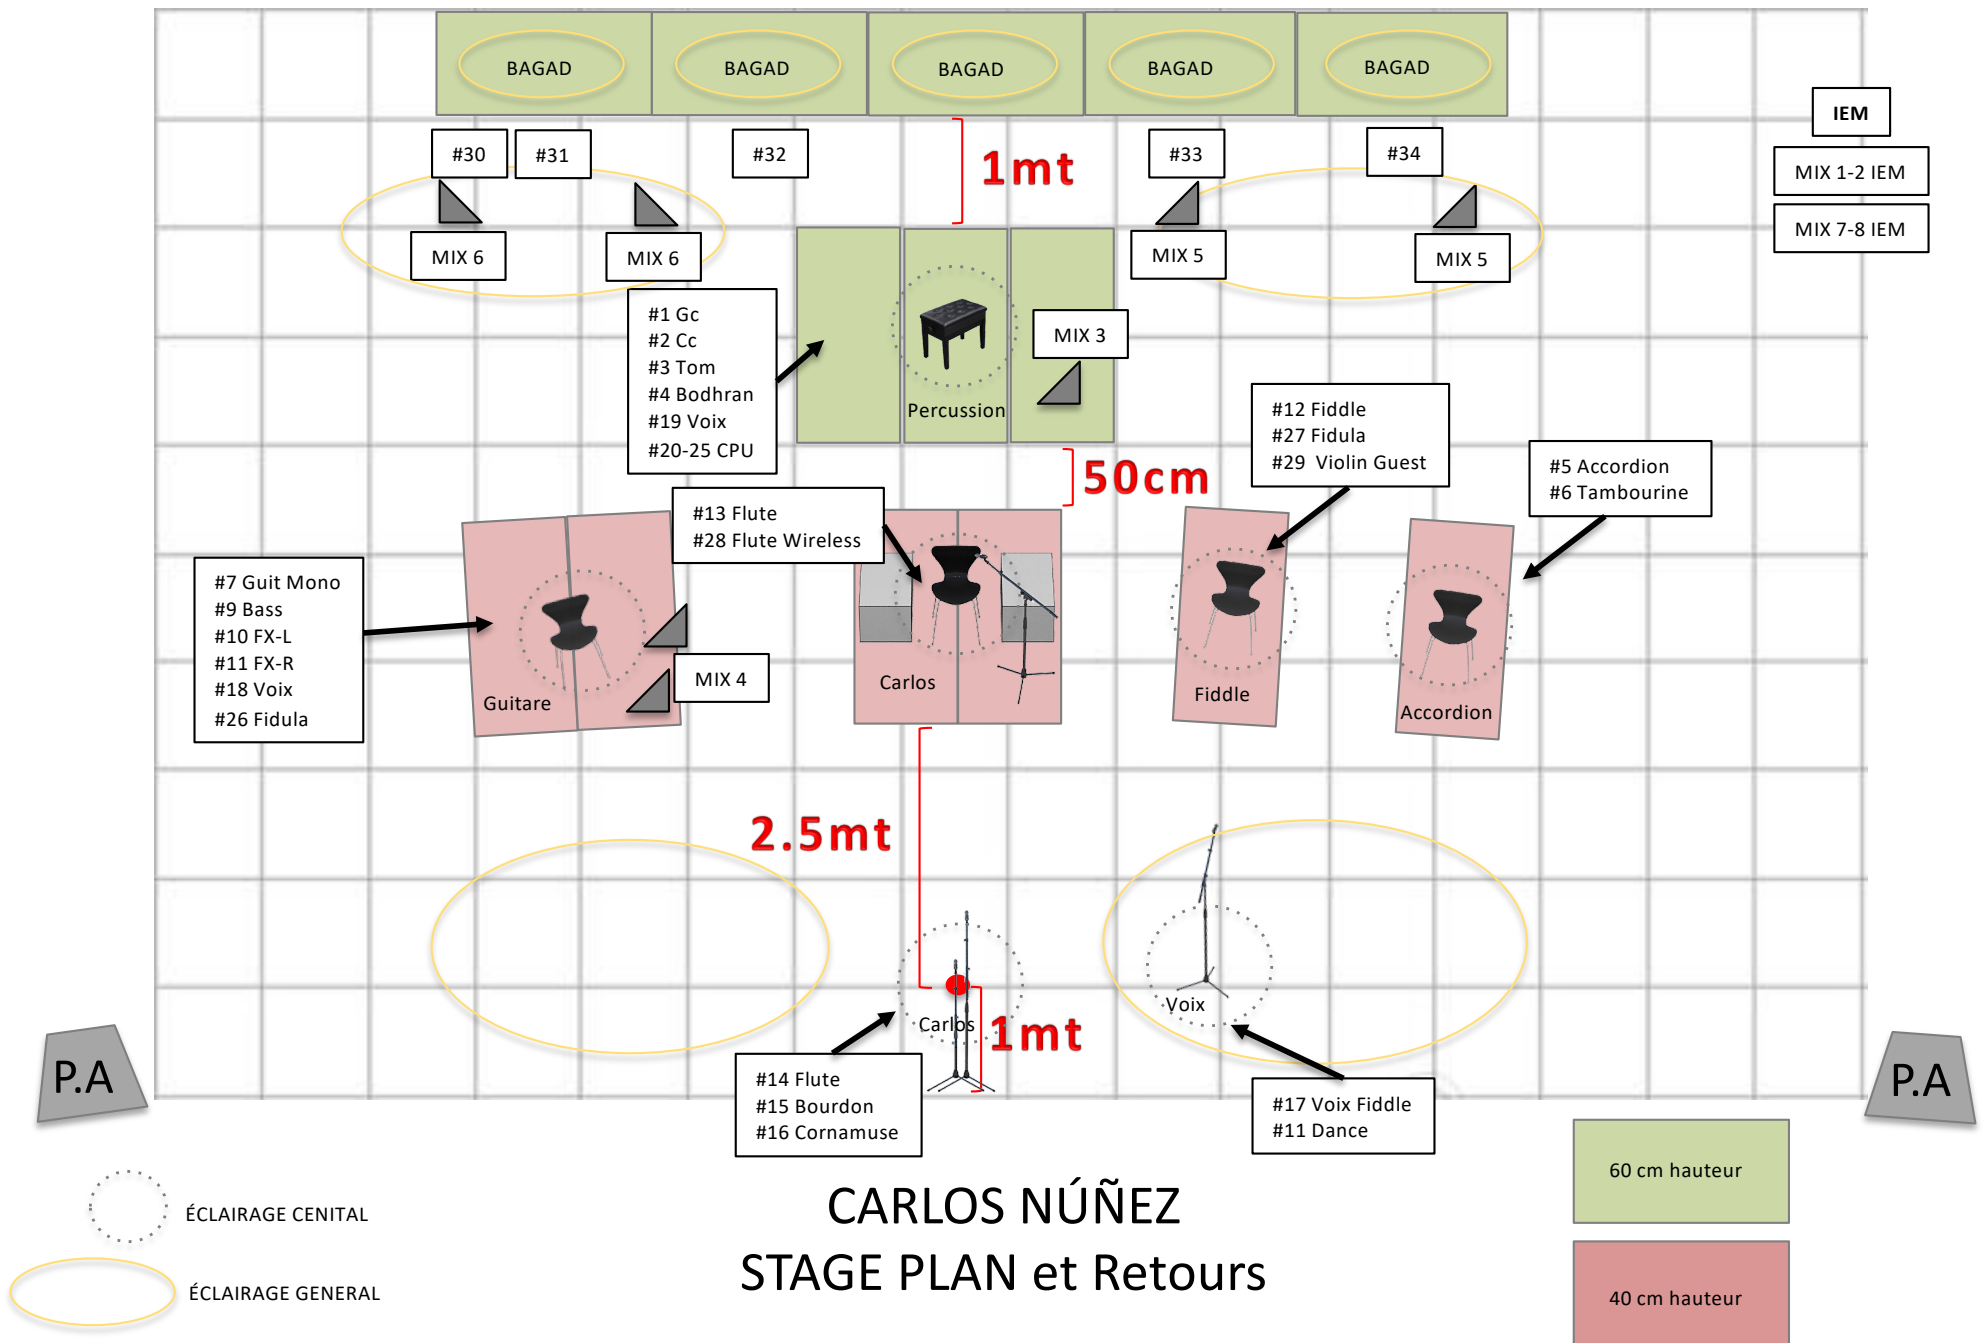 BAGAD
BAGAD
BAGAD
BAGAD
BAGAD
IEM
MIX 1-2 IEM
MIX 7-8 IEM
#30
#31
#32
1mt
#33
#34
MIX 6
MIX 6
MIX 5
MIX 5
#1 Gc
#2 Cc
#3 Tom
#4 Bodhran
#19 Voix
#20-25 CPU
Percussion
MIX 3
50cm
#12 Fiddle
#27 Fidula
#29  Violin Guest
#5 Accordion
#6 Tambourine
#13 Flute
#28 Flute Wireless
#7 Guit Mono
#9 Bass
#10 FX-L
#11 FX-R
#18 Voix
#26 Fidula
Guitare
MIX 4
Carlos
Fiddle
Accordion
2.5mt
Carlos
1mt
Voix
P.A
P.A
#14 Flute
#15 Bourdon
#16 Cornamuse
#17 Voix Fiddle
#11 Dance
ÉCLAIRAGE CENITAL
ÉCLAIRAGE GENERAL
CARLOS NÚÑEZ
STAGE PLAN et Retours
60 cm hauteur
40 cm hauteur